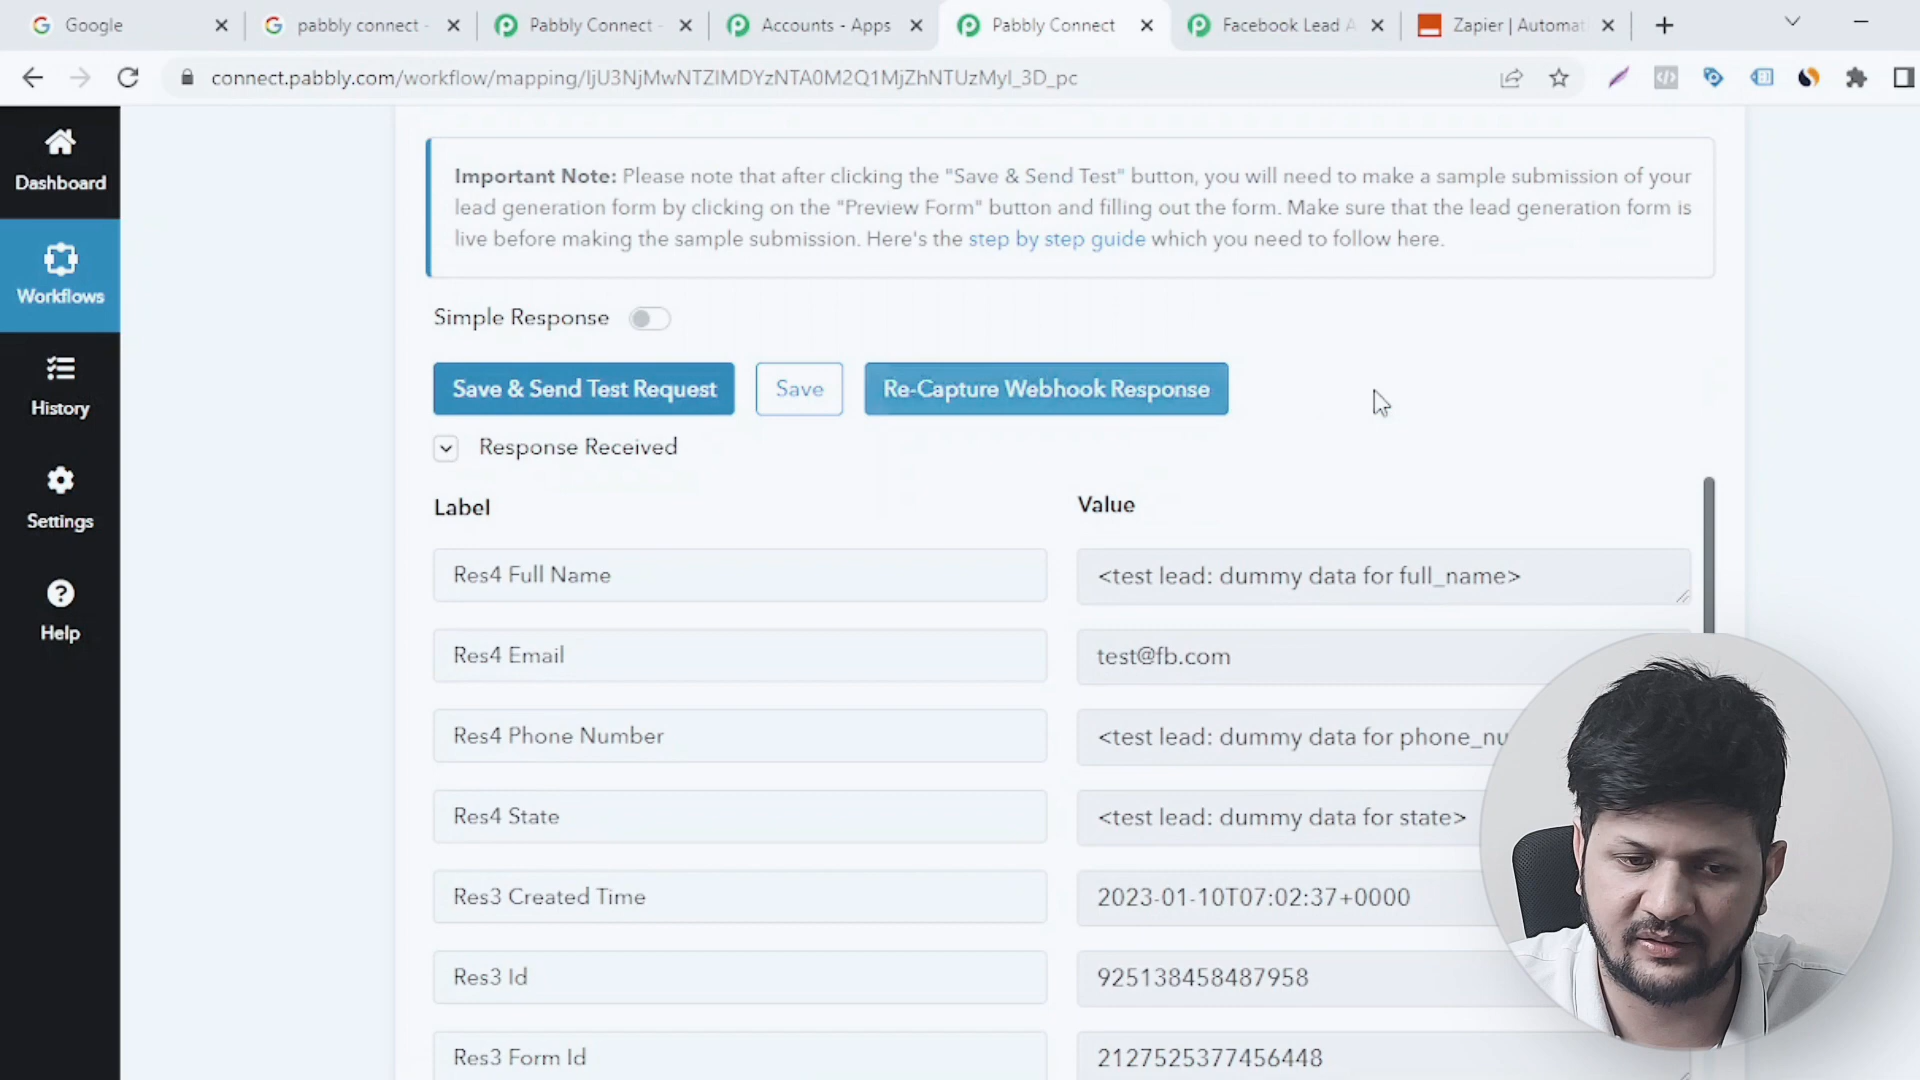 Google
pabbly connect -
Pabbly Connect -
Accounts - Apps
Pabbly Connect
Facebook Lead A
Zapier | Automat
connect.pabbly.com/workflow/mapping/IjU3NjMwNTZlMDYzNTA0M2Q1MjZhNTUzMyI_3D_pc
Dashboard
Workflows
History
Settings
Help
Important Note: Please note that after clicking the "Save & Send Test" button, you will need to make a sample submission of your
lead generation form by clicking on the "Preview Form" button and filling out the form. Make sure that the lead generation form is
live before making the sample submission. Here's the step by step guide which you need to follow here.
Simple Response
Save & Send Test Request
Save
Re-Capture Webhook Response
Response Received
Label
Value
Res4 Full Name
<test lead: dummy data for full_name>
Res4 Email
test@fb.com
Res4 Phone Number
<test lead: dummy data for phone_nu
Res4 State
<test lead: dummy data for state>
Res3 Created Time
2023-01-10T07:02:37+0000
Res3 Id
925138458487958
Res3 Form Id
2127525377456448